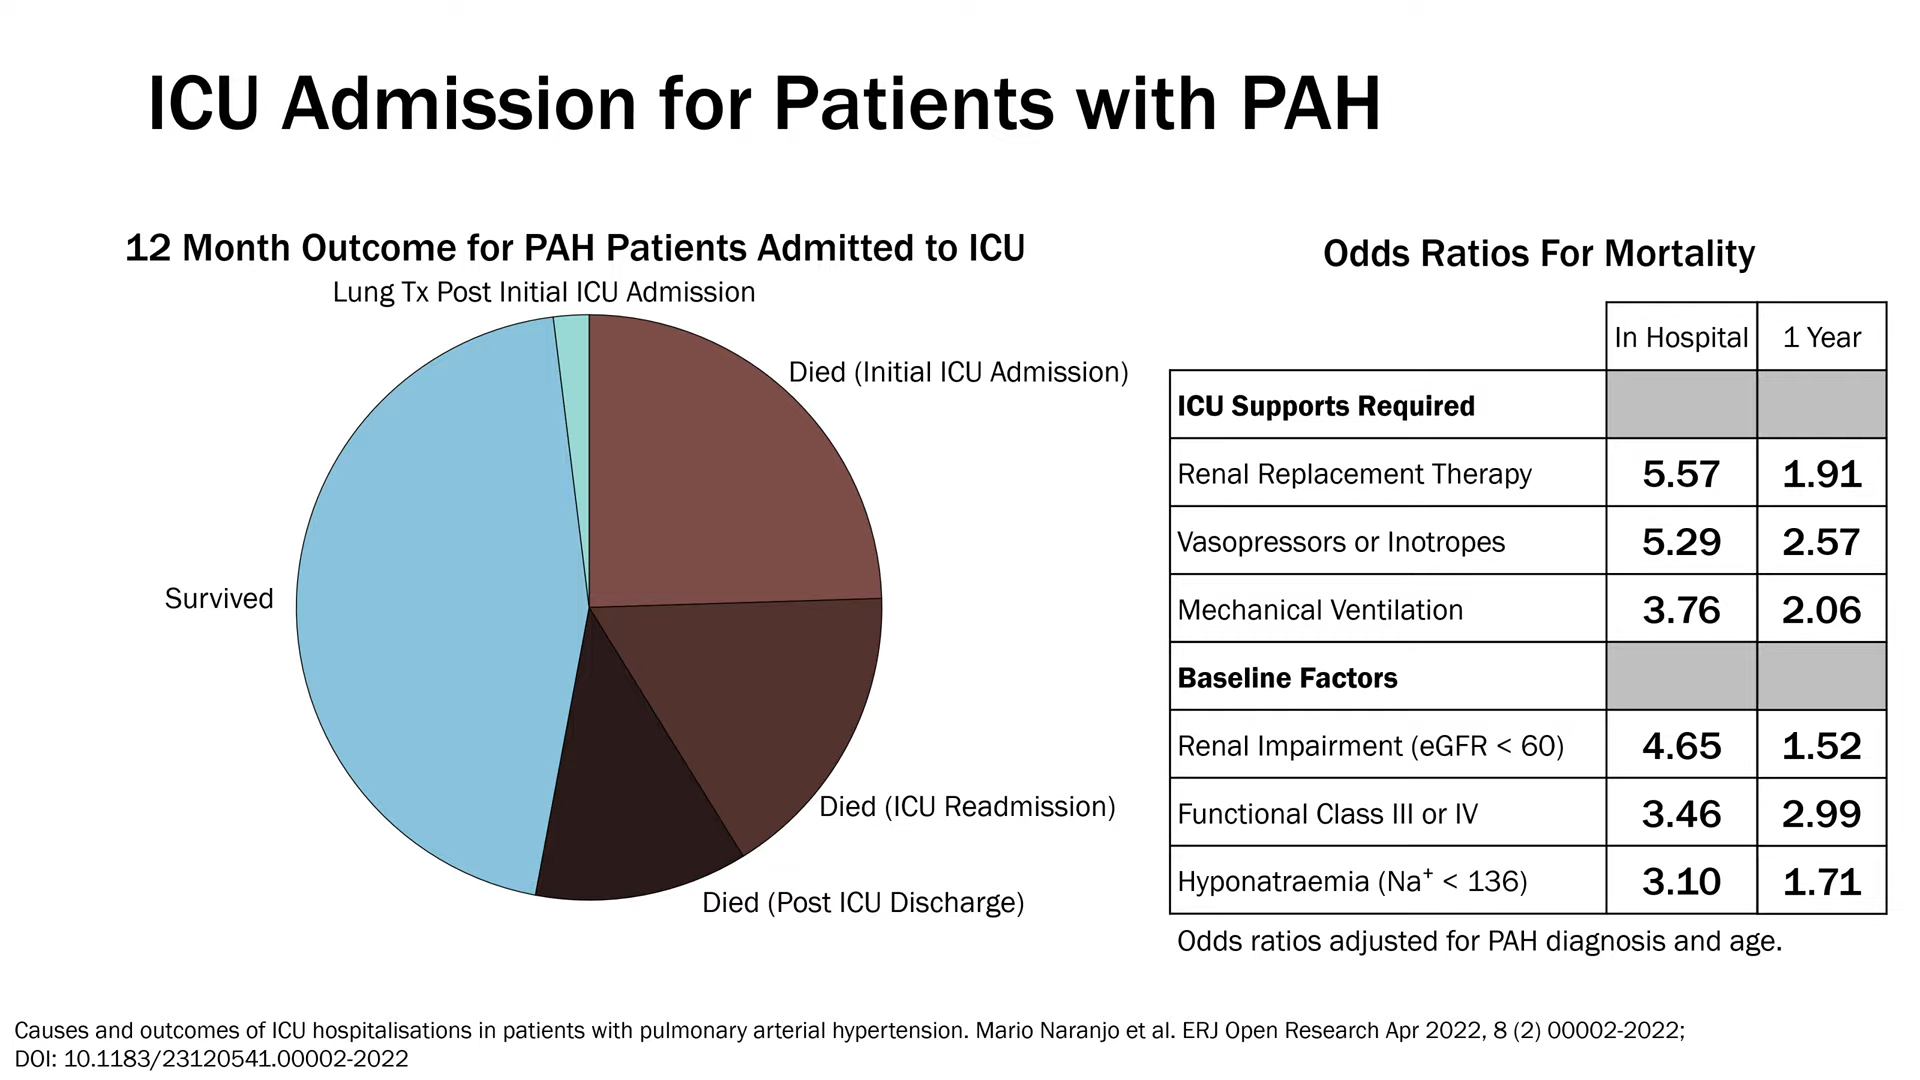 ICU Admission for Patients with PAH
12 Month Outcome for PAH Patients Admitted to ICU
Lung Tx Post Initial ICU Admission
Died (Initial ICU Admission)
Survived
Died (ICU Readmission)
Died (Post ICU Discharge)
Odds Ratios For Mortality
In Hospital 1 Year
ICU Supports Required
Renal Replacement Therapy 5.57 1.91
Vasopressors or Inotropes 5.29 2.57
Mechanical Ventilation 3.76 2.06
Baseline Factors
Renal Impairment (eGFR < 60) 4.65 1.52
Functional Class III or IV 3.46 2.99
Hyponatraemia (Na⁺ < 136) 3.10 1.71
Odds ratios adjusted for PAH diagnosis and age.
Causes and outcomes of ICU hospitalisations in patients with pulmonary arterial hypertension. Mario Naranjo et al. ERJ Open Research Apr 2022, 8 (2) 00002-2022;
DOI: 10.1183/23120541.00002-2022